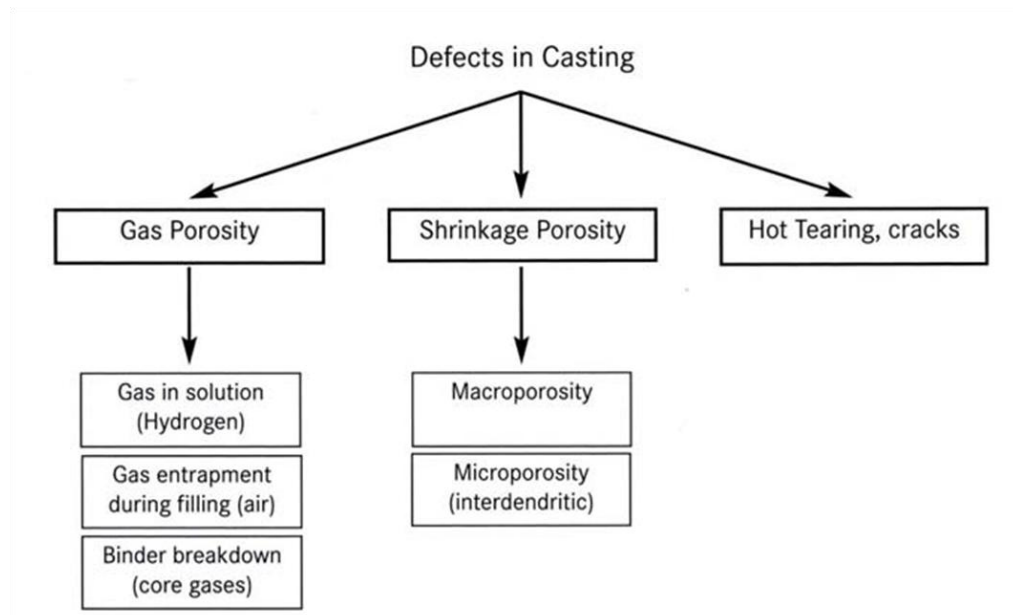 Defects in Casting
Gas Porosity
Shrinkage Porosity
Hot Tearing, cracks
Gas in solution
(Hydrogen)
Gas entrapment
during filling (air)
Binder breakdown
(core gases)
Macroporosity
Microporosity
(interdendritic)